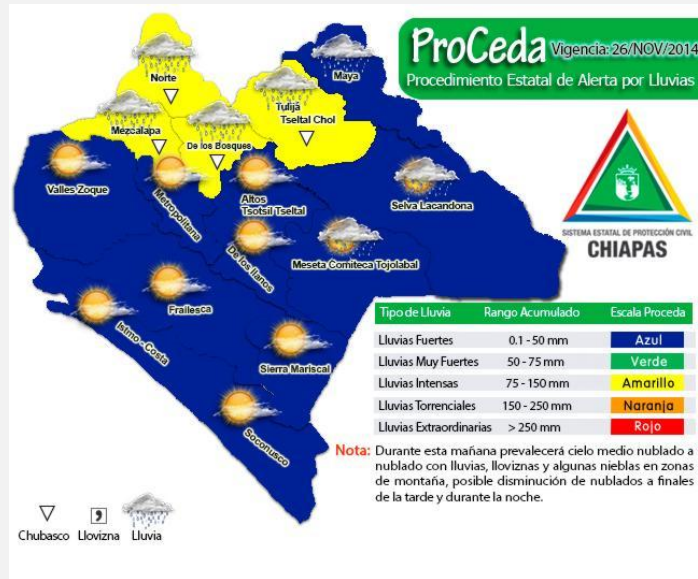 ProCeda Vigencia: 26/NOV/2014
Procedimiento Estatal de Alerta por Lluvias
Norte
Maya
Mezcalapa
De los Bosques
Tulijá
Tseltal Chol
Valles Zoque
Metropolitana
Altos
Tsotsil Tseltal
Selva Lacandona
De los llanos
Meseta Comiteca Tojolabal
Frailesca
Istmo - Costa
Sierra Mariscal
Soconusco
SISTEMA ESTATAL DE PROTECCIÓN CIVIL
CHIAPAS
Tipo de Lluvia Rango Acumulado Escala Proceda
Lluvias Fuertes 0.1 - 50 mm Azul
Lluvias Muy Fuertes 50 - 75 mm Verde
Lluvias Intensas 75 - 150 mm Amarillo
Lluvias Torrenciales 150 - 250 mm Naranja
Lluvias Extraordinarias > 250 mm Rojo
Nota: Durante esta mañana prevalecerá cielo medio nublado a
nublado con lluvias, lloviznas y algunas nieblas en zonas
de montaña, posible disminución de nublados a finales
de la tarde y durante la noche.
Chubasco Llovizna Lluvia